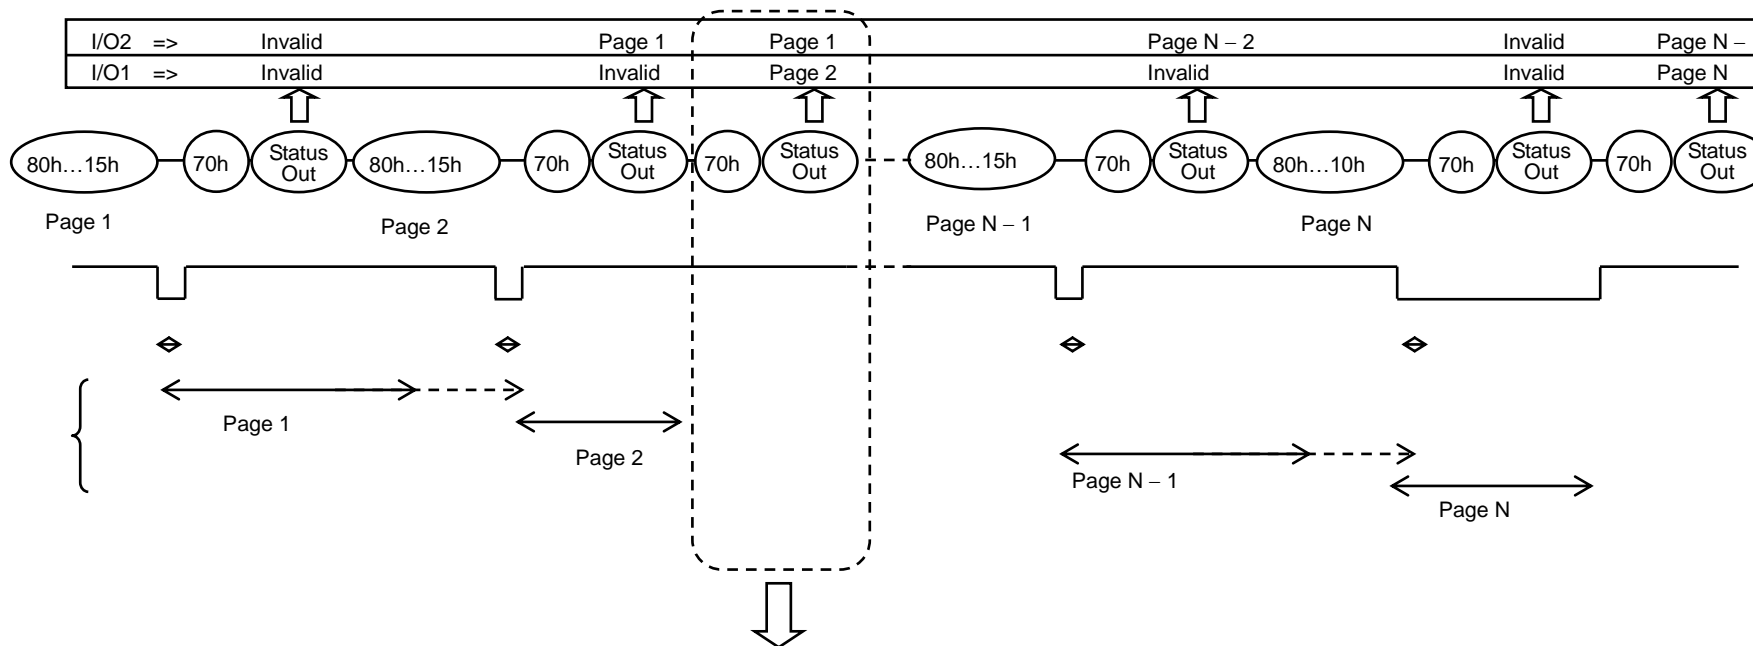 I/O2 => Invalid Page 1 Page 1 Page N − 2 Invalid Page N −
I/O1 => Invalid Invalid Page 2 Invalid Invalid Page N
80h…15h 70h Status Out 80h…15h 70h Status Out 70h Status Out 80h…15h 70h Status Out 80h…10h 70h Status Out 70h Status Out
Page 1 Page 2 Page N − 1 Page N
Page 1
Page 2
Page N − 1
Page N